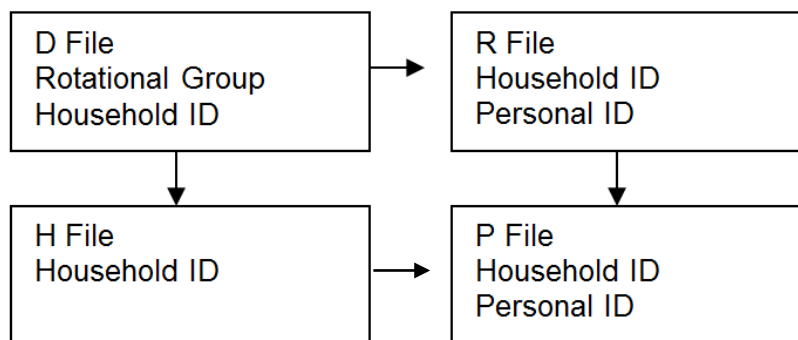 D File
Rotational Group
Household ID
R File
Household ID
Personal ID
H File
Household ID
P File
Household ID
Personal ID